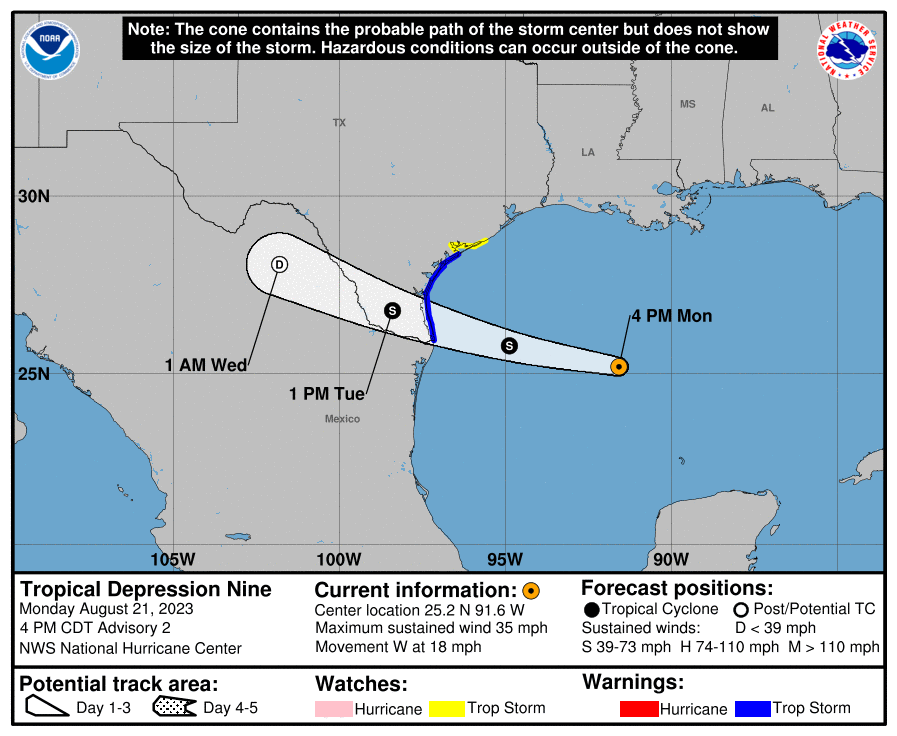 Note: The cone contains the probable path of the storm center but does not show
the size of the storm. Hazardous conditions can occur outside of the cone.
NOAA
NATIONAL WEATHER SERVICE
TX
MS
AL
LA
30N
D
S
4 PM Mon
S
1 AM Wed
25N
1 PM Tue
Mexico
105W
100W
95W
90W
Tropical Depression Nine
Monday August 21, 2023
4 PM CDT Advisory 2
NWS National Hurricane Center
Current information:
Center location 25.2 N 91.6 W
Maximum sustained wind 35 mph
Movement W at 18 mph
Forecast positions:
Tropical Cyclone Post/Potential TC
Sustained winds: D < 39 mph
S 39-73 mph H 74-110 mph M > 110 mph
Potential track area:
Day 1-3 Day 4-5
Watches:
Hurricane Trop Storm
Warnings:
Hurricane Trop Storm